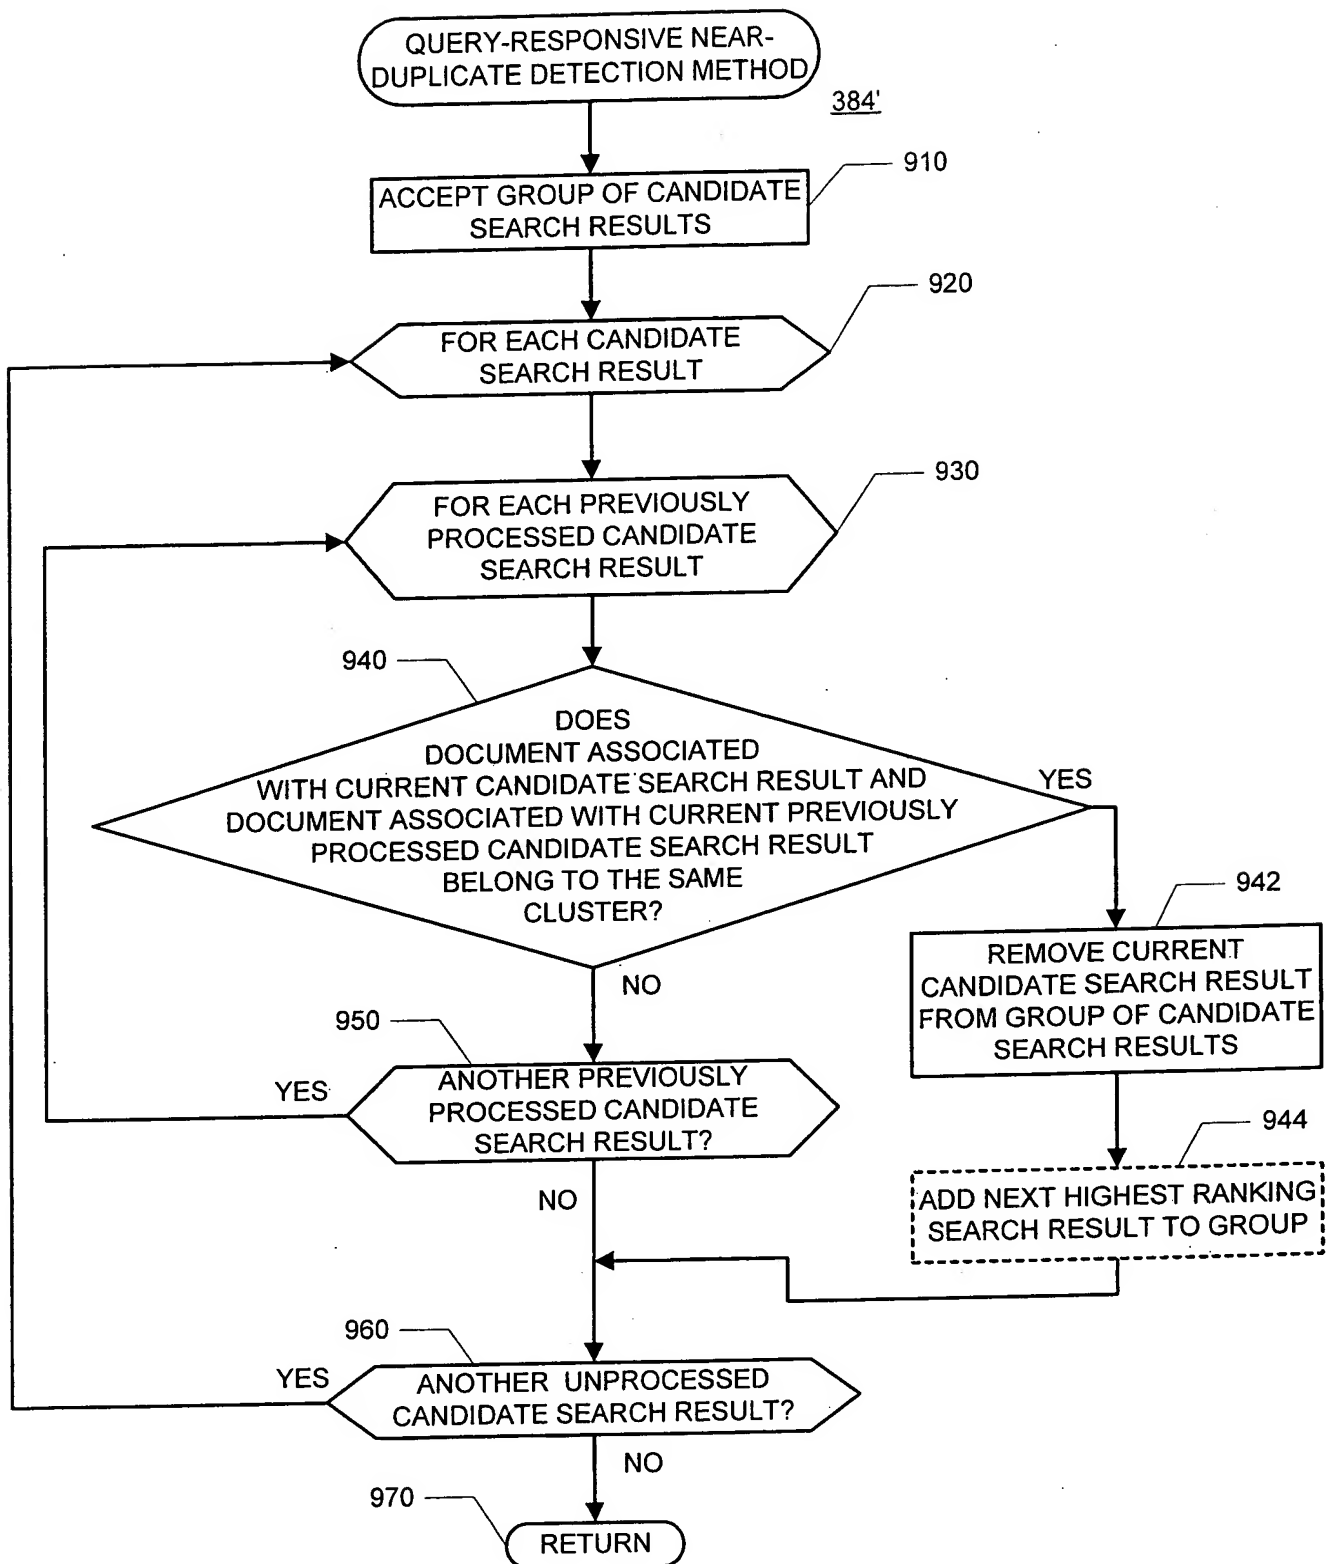 QUERY-RESPONSIVE NEAR-
DUPLICATE DETECTION METHOD
384'
910
ACCEPT GROUP OF CANDIDATE
SEARCH RESULTS
920
FOR EACH CANDIDATE
SEARCH RESULT
930
FOR EACH PREVIOUSLY
PROCESSED CANDIDATE
SEARCH RESULT
940
DOES
DOCUMENT ASSOCIATED
WITH CURRENT CANDIDATE SEARCH RESULT AND
DOCUMENT ASSOCIATED WITH CURRENT PREVIOUSLY
PROCESSED CANDIDATE SEARCH RESULT
BELONG TO THE SAME
CLUSTER?
YES
942
REMOVE CURRENT
CANDIDATE SEARCH RESULT
FROM GROUP OF CANDIDATE
SEARCH RESULTS
NO
950
ANOTHER PREVIOUSLY
PROCESSED CANDIDATE
SEARCH RESULT?
YES
944
ADD NEXT HIGHEST RANKING
SEARCH RESULT TO GROUP
NO
960
YES
ANOTHER UNPROCESSED
CANDIDATE SEARCH RESULT?
NO
970
RETURN